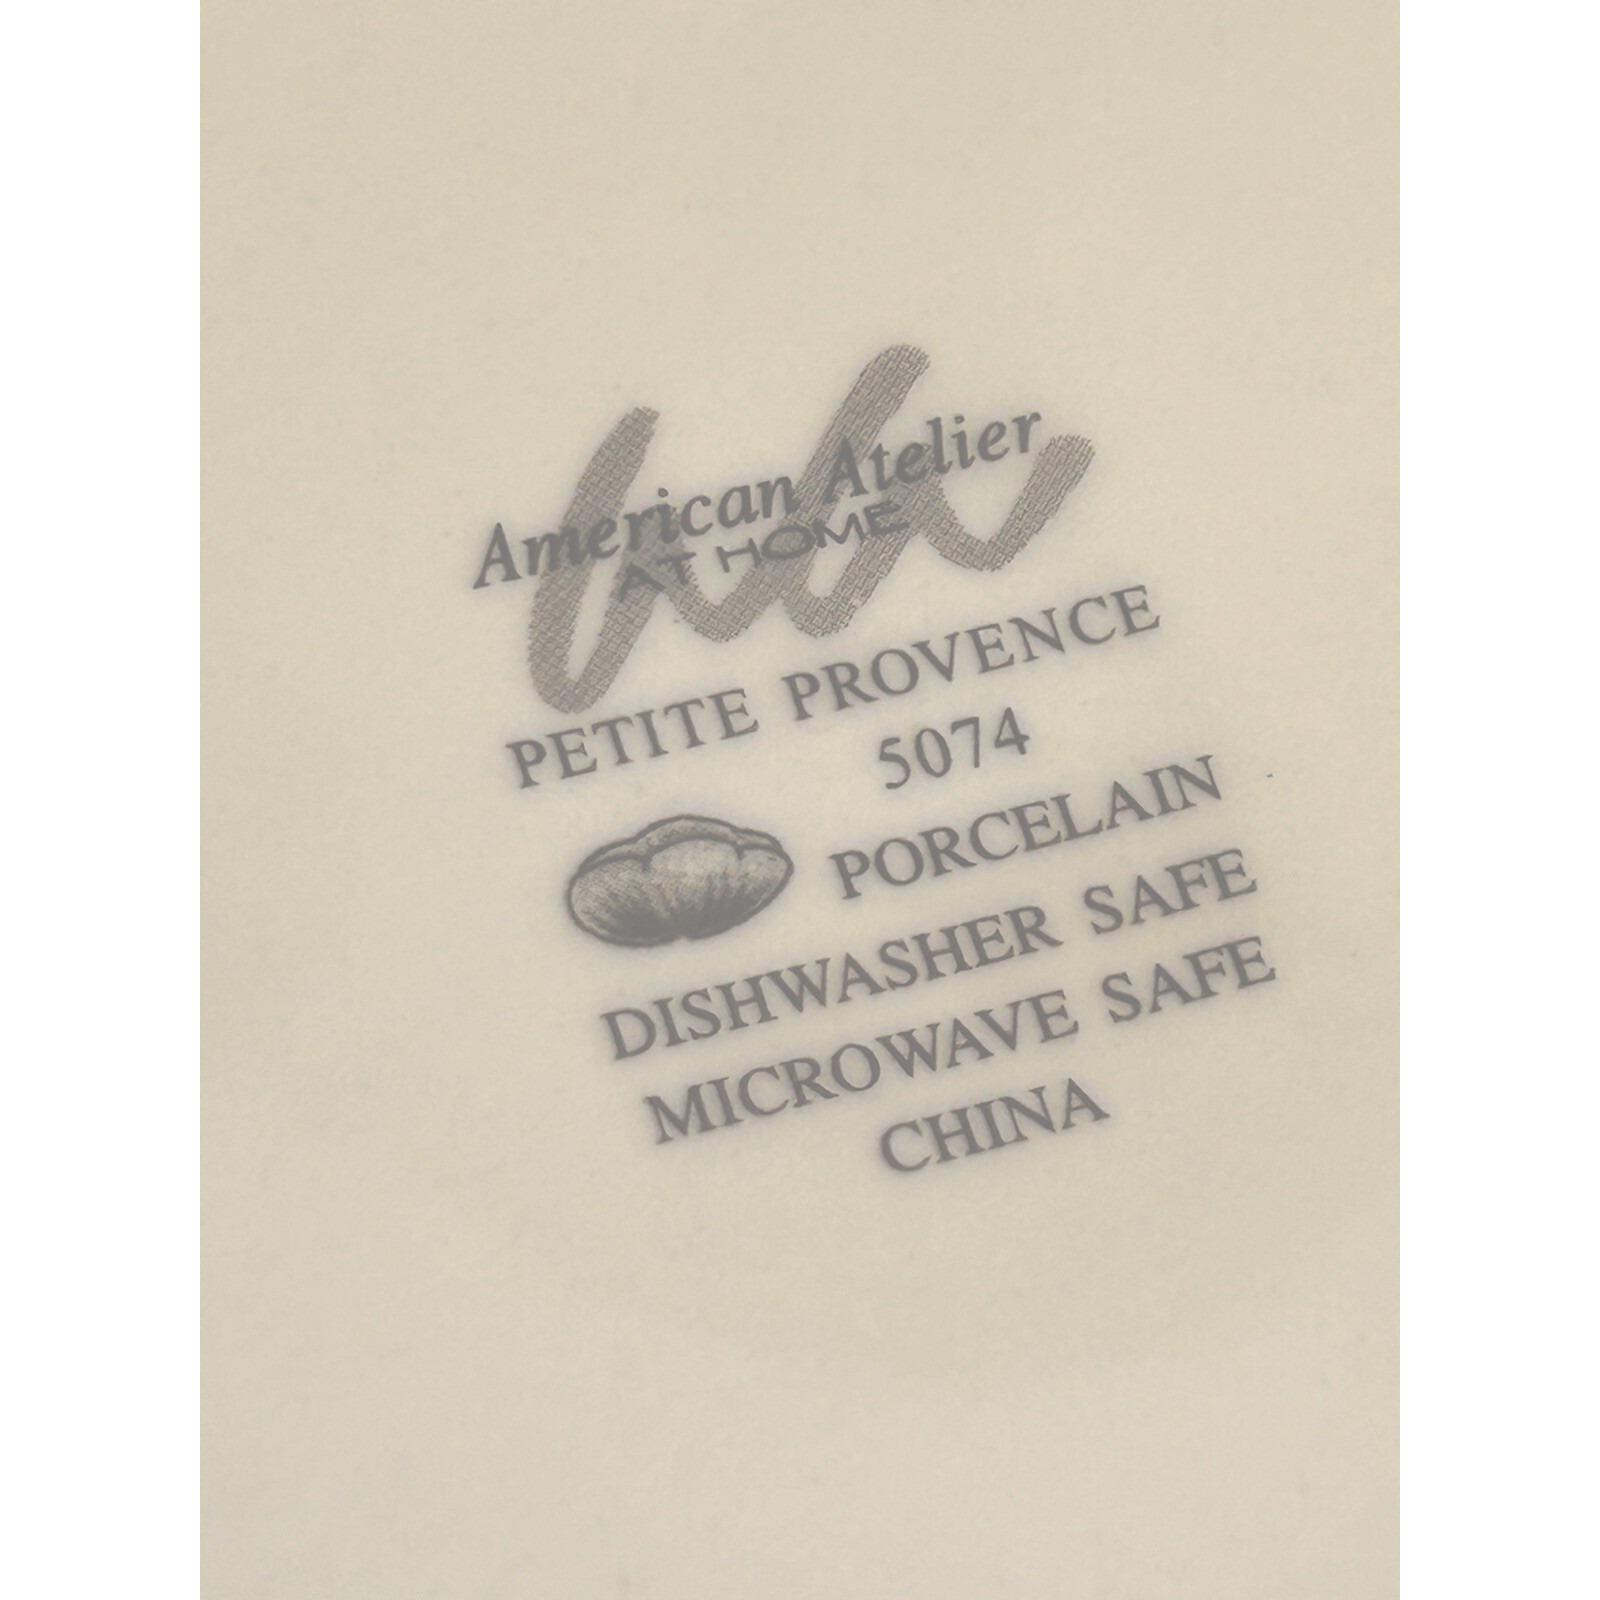 American Atelier
AT HOME
PETITE PROVENCE
5074
PORCELAIN
DISHWASHER SAFE
MICROWAVE SAFE
CHINA